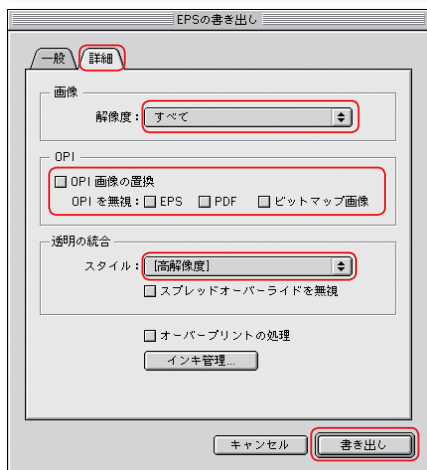 EPSの書き出し
一般 詳細
画像
解像度： すべて
OPI
OPI 画像の置換
OPI を無視： EPS PDF ビットマップ画像
透明の統合
スタイル： [高解像度]
スプレッドオーバーライドを無視
オーバープリントの処理
インキ管理...
キャンセル 書き出し